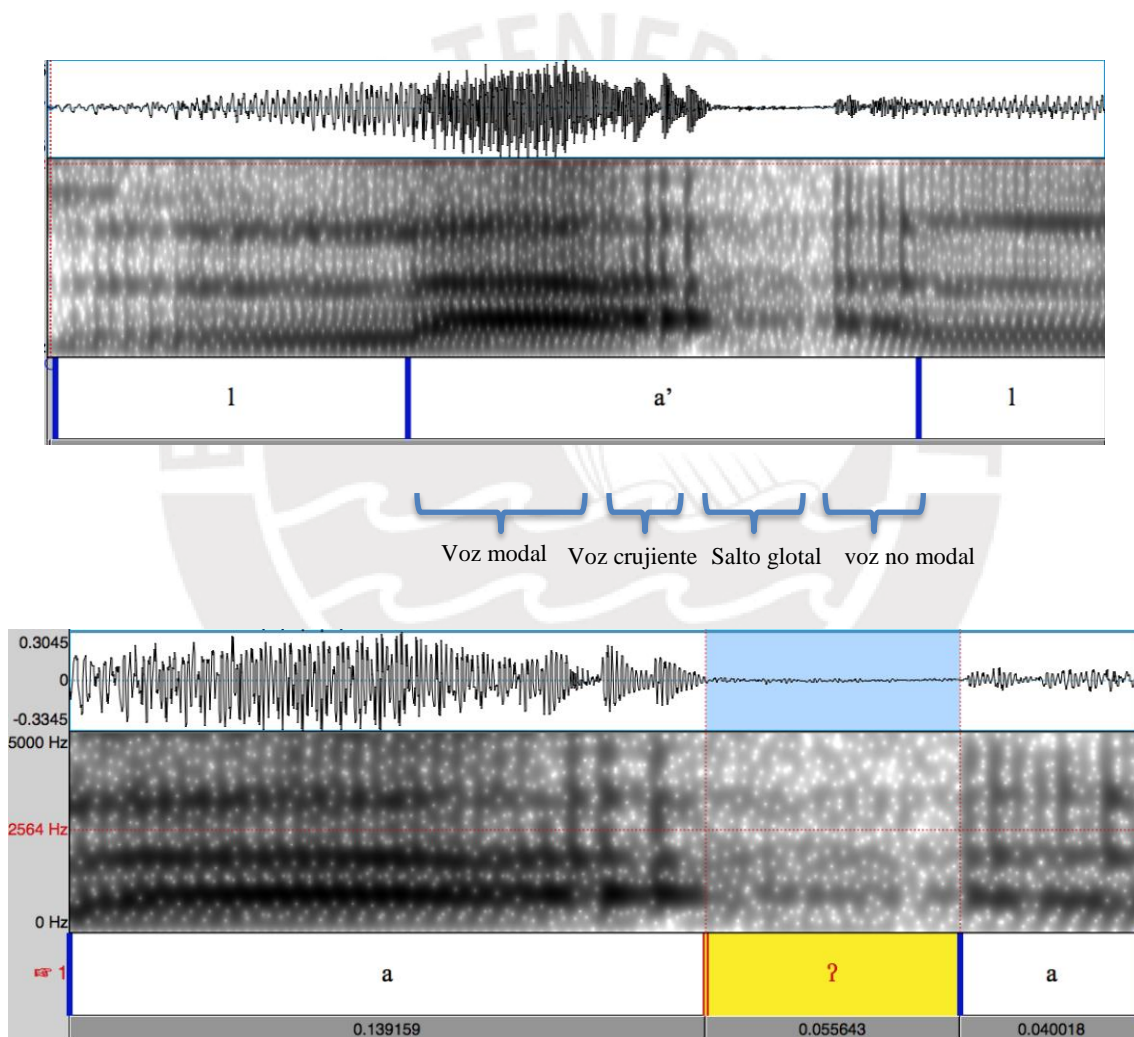 TENEB
l a’ l
Voz modal Voz crujiente Salto glotal voz no modal
0.3045
0
-0.3345
5000 Hz
2564 Hz
0 Hz
☞ 1 a ʔ a
0.139159 0.055643 0.040018